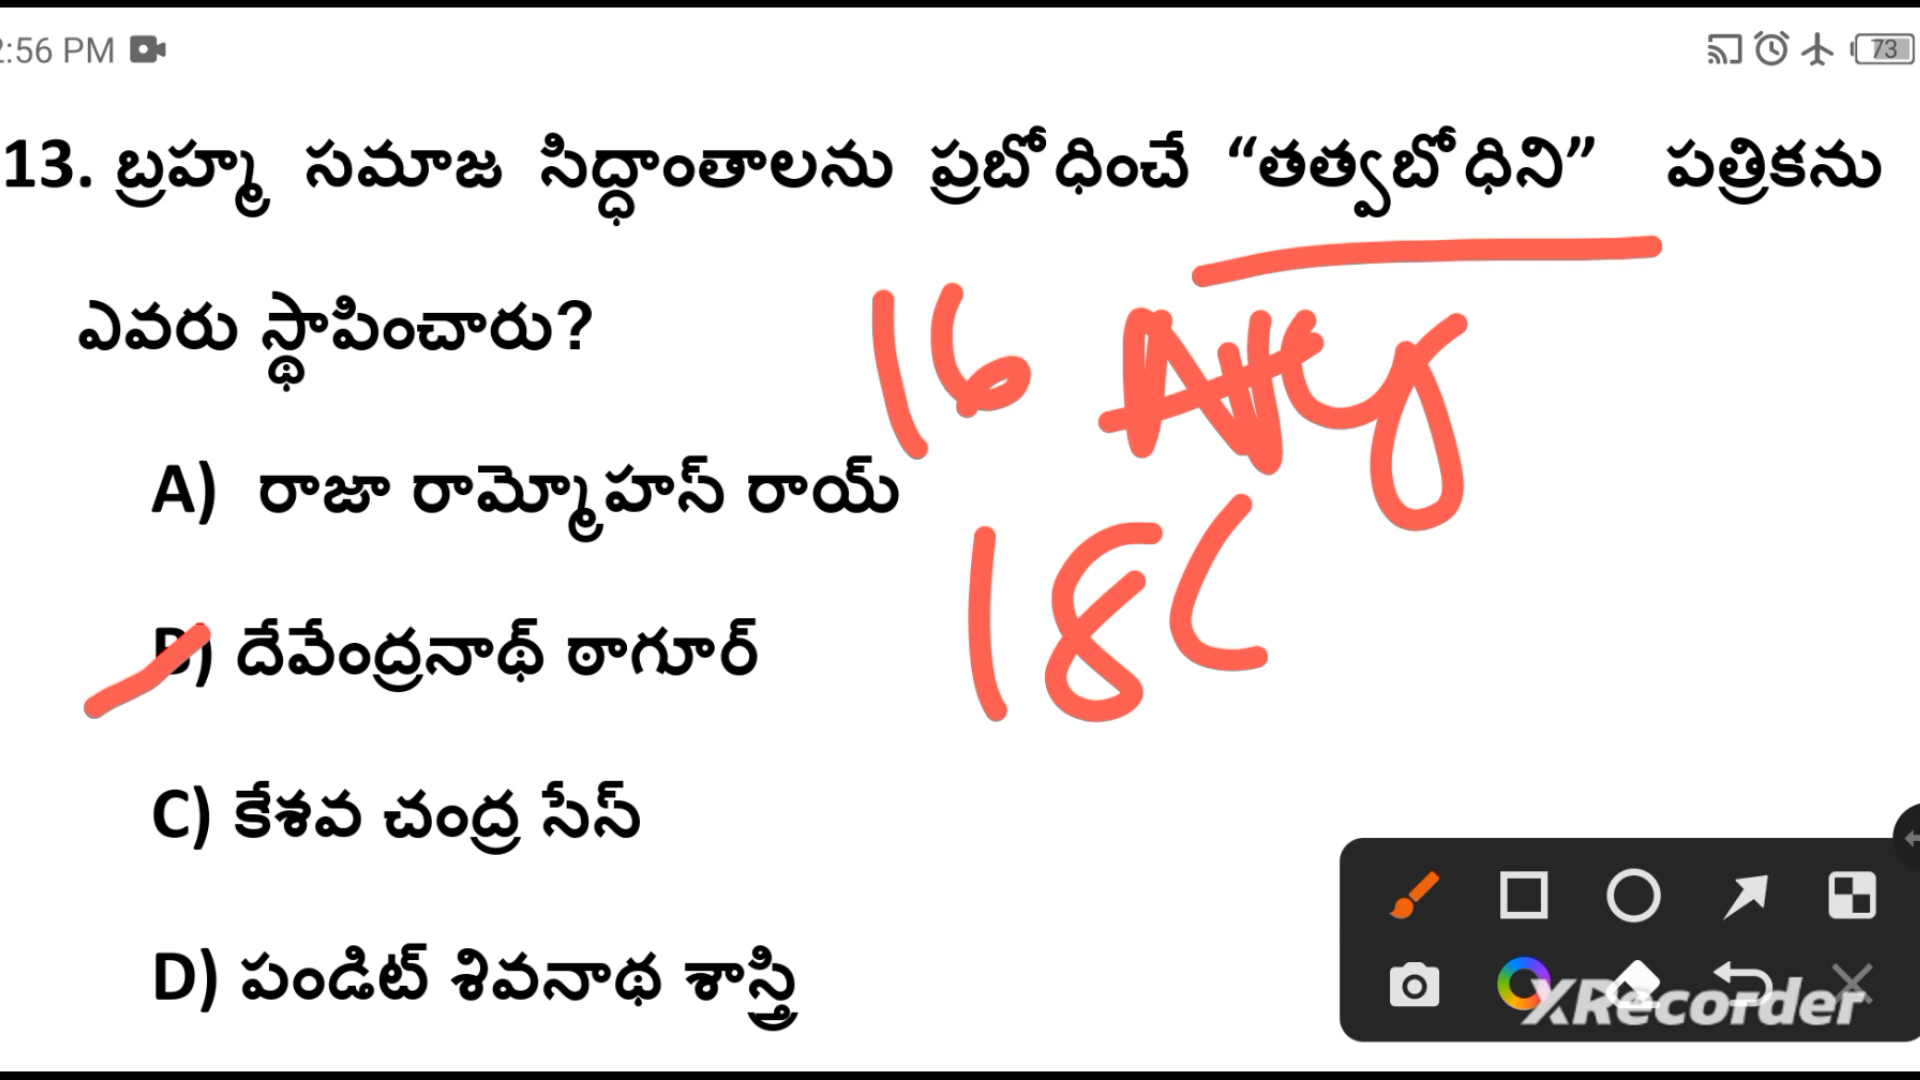 :56 PM
73
13. బ్రహ్మ సమాజ సిద్ధాంతాలను ప్రబోధించే “తత్వబోధిని” పత్రికను
ఎవరు స్థాపించారు?
16
A) రాజా రామ్మోహన్ రాయ్
18
B) దేవేంద్రనాథ్ ఠాగూర్
C) కేశవ చంద్ర సేన్
D) పండిట్ శివనాథ శాస్త్రి
XRecorder